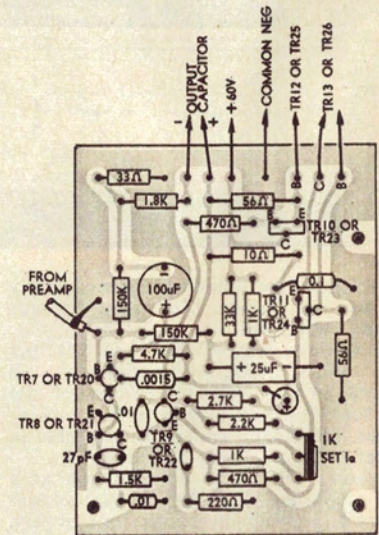 -
OUTPUT
CAPACITOR
+
+60V
COMMON NEG
TR12 OR TR25
TR13 OR TR26
B
C
B
33Ω
1.8K
56Ω
470Ω
E
B
C
TR10 OR
TR23
10Ω
FROM
PREAMP
150K
-
100uF
+
33K
1K
0.1
E
TR11
OR
TR24
B
C
150K
56Ω
4.7K
+ 25uF -
E
TR7 OR TR20
B
C
.0015
+
2.7K
E
TR8 OR TR21
B
C
.01
E
C
B
2.2K
TR9
OR
TR22
27pF
1K
1K
SET Ia
1.5K
470Ω
.01
220Ω